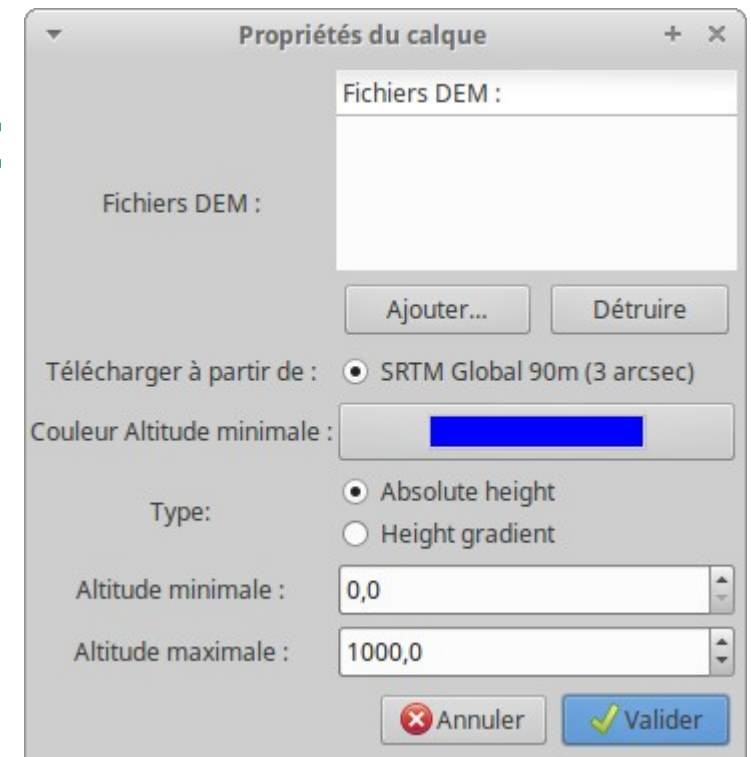 Propriétés du calque
Fichiers DEM :
Fichiers DEM :
Ajouter...
Détruire
Télécharger à partir de :
SRTM Global 90m (3 arcsec)
Couleur Altitude minimale :
Type:
Absolute height
Height gradient
Altitude minimale :
0,0
Altitude maximale :
1000,0
Annuler
Valider